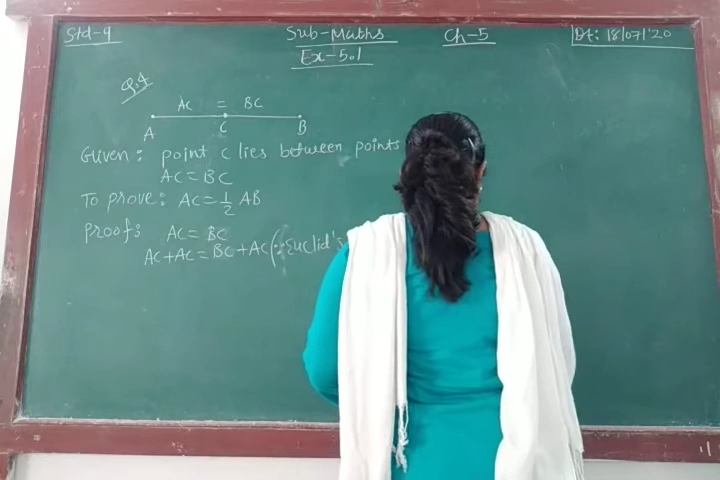 Std-9 Sub-Maths Ch-5 Dt: 18/07/'20
Ex-5.1
Q.4
AC = BC
A C B
Given: point C lies between points
AC = BC
To prove: AC = 1/2 AB
Proof: AC = BC
AC + AC = BC + AC (∵ Euclid's